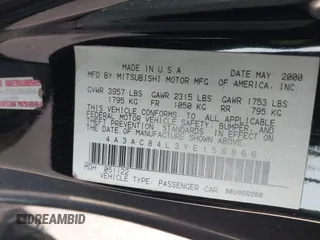 MADE IN U.S.A. DATE MAY 2000
MFD.BY MITSUBISHI MOTOR MFG. OF AMERICA, INC.
GVWR 3957 LBS GAWR 2315 LBS GAWR 1753 LBS
1795 KG FR 1050 KG RR 795 KG
THIS VEHICLE CONFORMS TO ALL APPLICABLE
FEDERAL MOTOR VEHICLE SAFETY, BUMPER, AND
THEFT PREVENTION STANDARDS IN EFFECT ON THE
DATE OF MANUFACTURE SHOWN ABOVE.
4A3AC84L3YE156866
MDH 051122
VEHICLE TYPE: PASSENGER CAR
DREAMBID